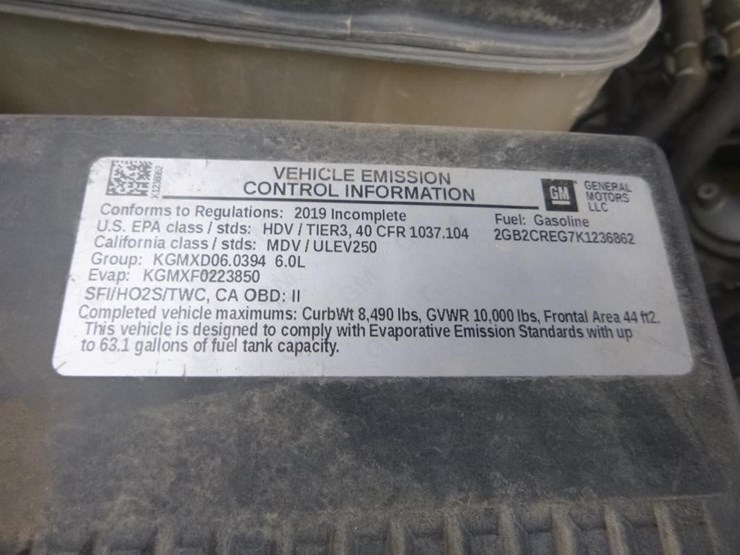 VEHICLE EMISSION
CONTROL INFORMATION
GM
GENERAL
MOTORS
LLC
Conforms to Regulations: 2019 Incomplete
Fuel: Gasoline
U.S. EPA class / stds: HDV / TIER3, 40 CFR 1037.104
2GB2CREG7K1236862
California class / stds: MDV / ULEV250
Group: KGMXD06.0394 6.0L
Evap: KGMXF0223850
SFI/HO2S/TWC, CA OBD: II
Completed vehicle maximums: CurbWt 8,490 lbs, GVWR 10,000 lbs, Frontal Area 44 ft2.
This vehicle is designed to comply with Evaporative Emission Standards with up
to 63.1 gallons of fuel tank capacity.